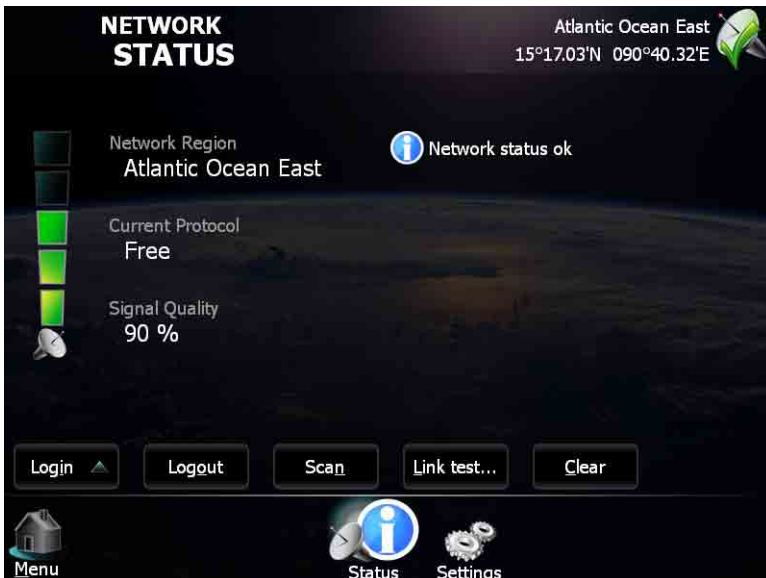 NETWORK
STATUS
Atlantic Ocean East
15°17.03'N 090°40.32'E
Network Region
Atlantic Ocean East
Network status ok
Current Protocol
Free
Signal Quality
90 %
Login
Logout
Scan
Link test...
Clear
Menu
Status
Settings